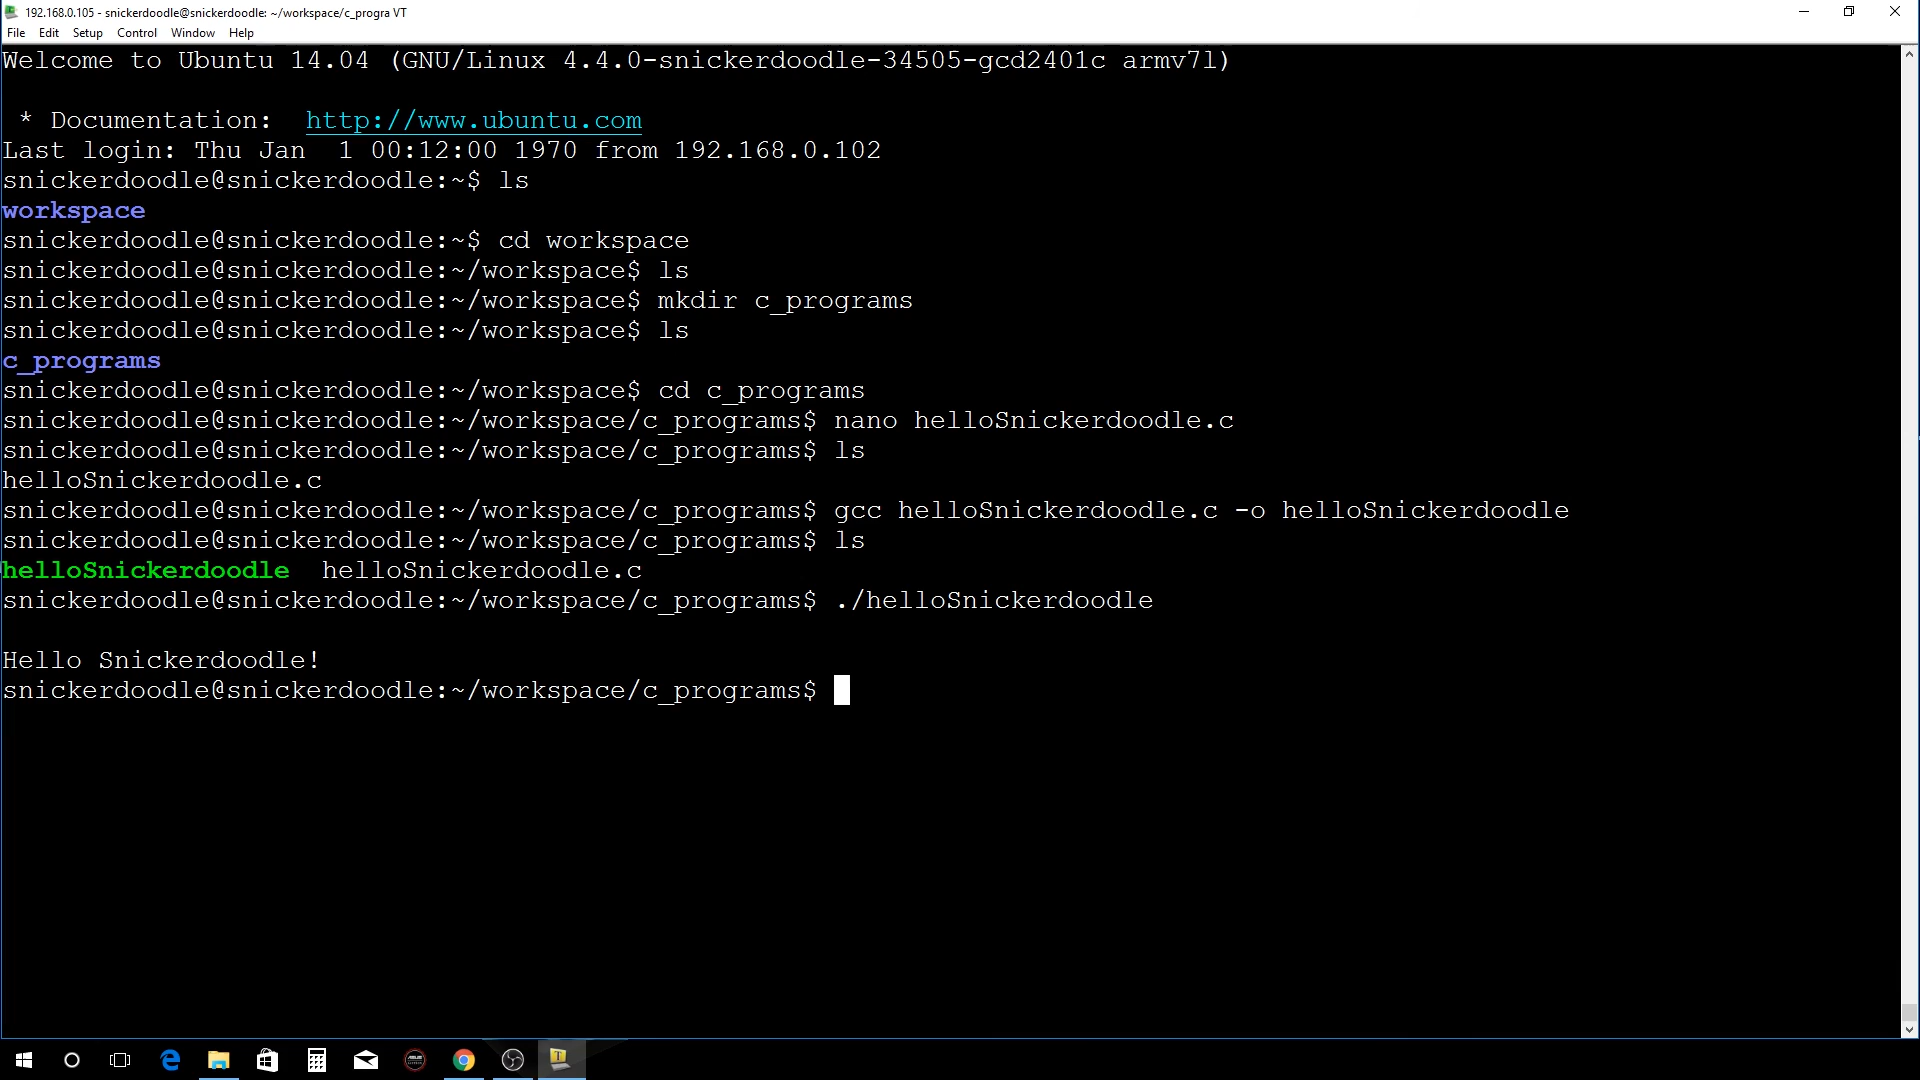 192.168.0.105 - snickerdoodle@snickerdoodle: ~/workspace/c_progra VT
File Edit Setup Control Window Help
Welcome to Ubuntu 14.04 (GNU/Linux 4.4.0-snickerdoodle-34505-gcd2401c armv7l)
* Documentation:  http://www.ubuntu.com
Last login: Thu Jan  1 00:12:00 1970 from 192.168.0.102
snickerdoodle@snickerdoodle:~$ ls
workspace
snickerdoodle@snickerdoodle:~$ cd workspace
snickerdoodle@snickerdoodle:~/workspace$ ls
snickerdoodle@snickerdoodle:~/workspace$ mkdir c_programs
snickerdoodle@snickerdoodle:~/workspace$ ls
c_programs
snickerdoodle@snickerdoodle:~/workspace$ cd c_programs
snickerdoodle@snickerdoodle:~/workspace/c_programs$ nano helloSnickerdoodle.c
snickerdoodle@snickerdoodle:~/workspace/c_programs$ ls
helloSnickerdoodle.c
snickerdoodle@snickerdoodle:~/workspace/c_programs$ gcc helloSnickerdoodle.c -o helloSnickerdoodle
snickerdoodle@snickerdoodle:~/workspace/c_programs$ ls
helloSnickerdoodle  helloSnickerdoodle.c
snickerdoodle@snickerdoodle:~/workspace/c_programs$ ./helloSnickerdoodle
Hello Snickerdoodle!
snickerdoodle@snickerdoodle:~/workspace/c_programs$